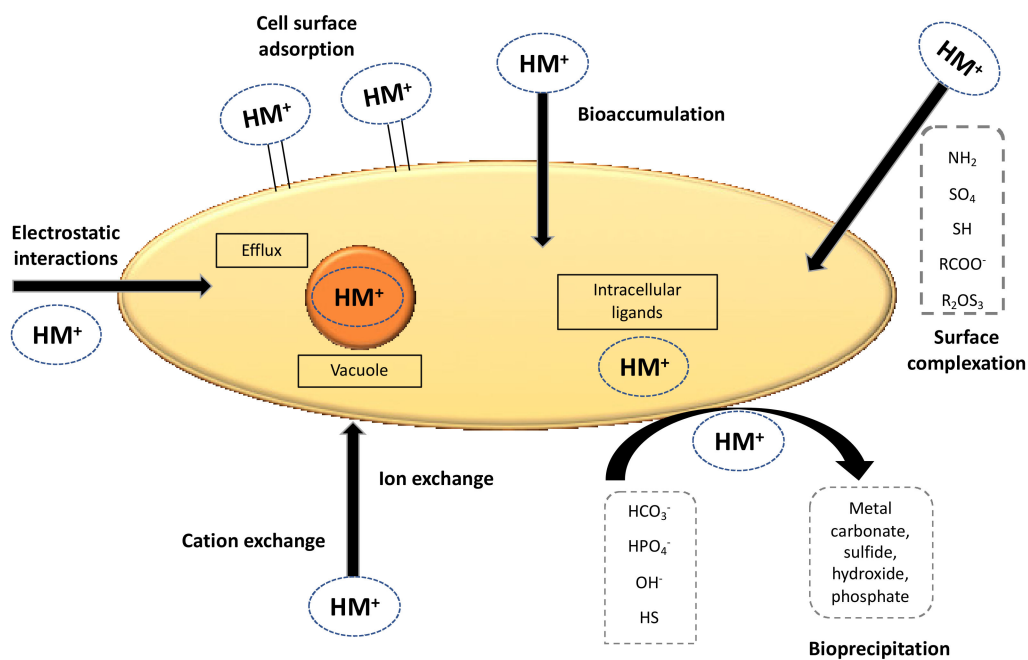 Cell surface
adsorption
HM⁺
HM⁺
HM⁺
Bioaccumulation
HM⁺
NH₂
SO₄
SH
RCOO⁻
R₂OS₃
Surface
complexation
Electrostatic
interactions
HM⁺
Efflux
HM⁺
Vacuole
Intracellular
ligands
HM⁺
HM⁺
Ion exchange
Cation exchange
HM⁺
HCO₃⁻
HPO₄⁻
OH⁻
HS
Metal
carbonate,
sulfide,
hydroxide,
phosphate
Bioprecipitation